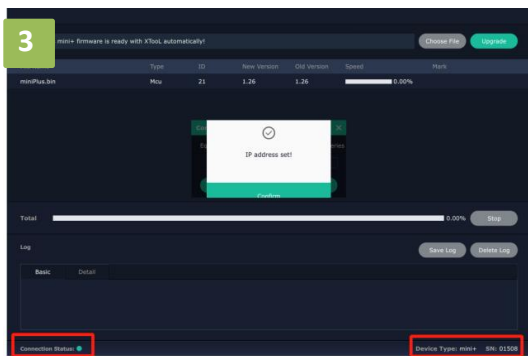 3
mini+ firmware is ready with XTooL automatically!
Choose File
Upgrade
Type ID New Version Old Version Speed Mark
miniPlus.bin Mcu 21 1.26 1.26 0.00%
X
IP address set!
Confirm
Total 0.00% Stop
Log
Save Log
Delete Log
Basic Detail
Connection Status:
Device Type: mini+ SN: 01508